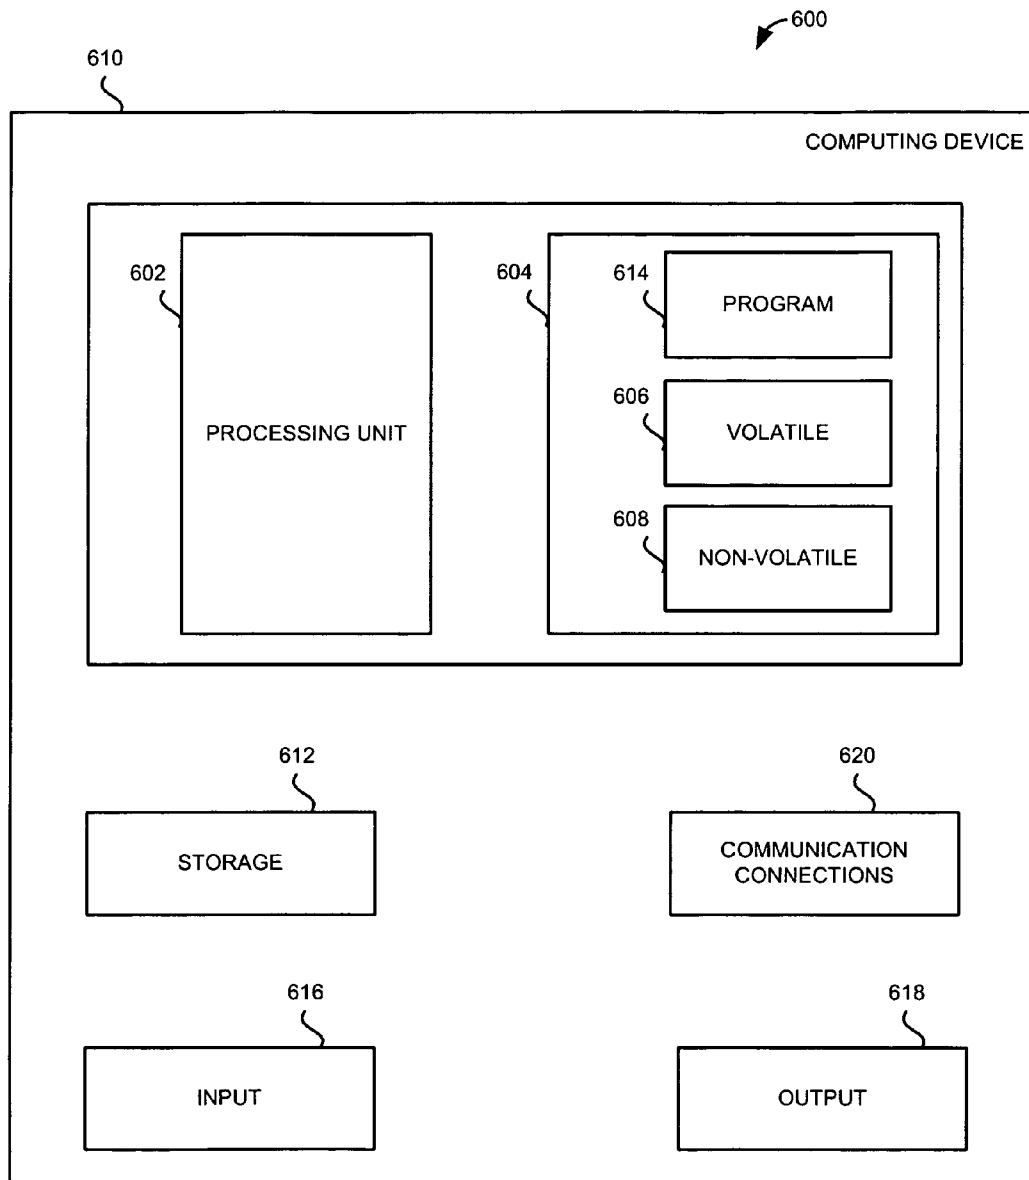 600
610
COMPUTING DEVICE
602
604
614
PROGRAM
606
PROCESSING UNIT
VOLATILE
608
NON-VOLATILE
612
620
STORAGE
COMMUNICATION
CONNECTIONS
616
618
INPUT
OUTPUT